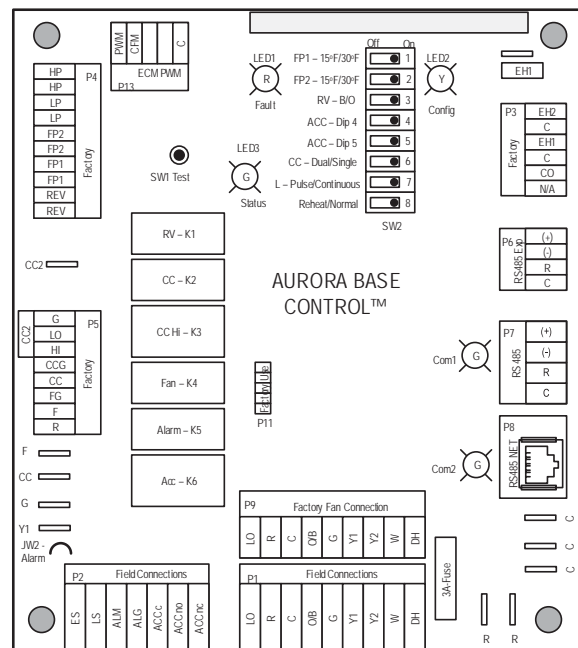 PWM
CFM
C
P13
ECM PWM
LED1
R
Fault
Off On
FP1 – 15ºF/30ºF 1
FP2 – 15ºF/30ºF 2
RV – B/O 3
ACC – Dip 4 4
ACC – Dip 5 5
CC – Dual/Single 6
L – Pulse/Continuous 7
Reheat/Normal 8
SW2
LED2
Y
Config
EH1
HP
HP
LP
LP
FP2
FP2
FP1
FP1
REV
REV
P4
Factory
SW1 Test
LED3
G
Status
P3
Factory
EH2
C
EH1
C
CO
N/A
RV – K1
CC – K2
CC Hi – K3
Fan – K4
Alarm – K5
Acc – K6
CC2
AURORA BASE
CONTROL™
P6
RS485 Exp
(+)
(-)
R
C
CC2
G
LO
HI
CCG
CC
FG
F
R
P5
Factory
Factory Use
P11
Com1
G
P7
RS 485
(+)
(-)
R
C
Com2
G
P8
RS485 NET
F
CC
G
Y1
JW2 -
Alarm
P9 Factory Fan Connection
LO R C O/B G Y1 Y2 W DH
P2 Field Connections
ES LS ALM ALG ACCc ACCno ACCnc
P1 Field Connections
LO R C O/B G Y1 Y2 W DH
3A-Fuse
C
C
C
R R